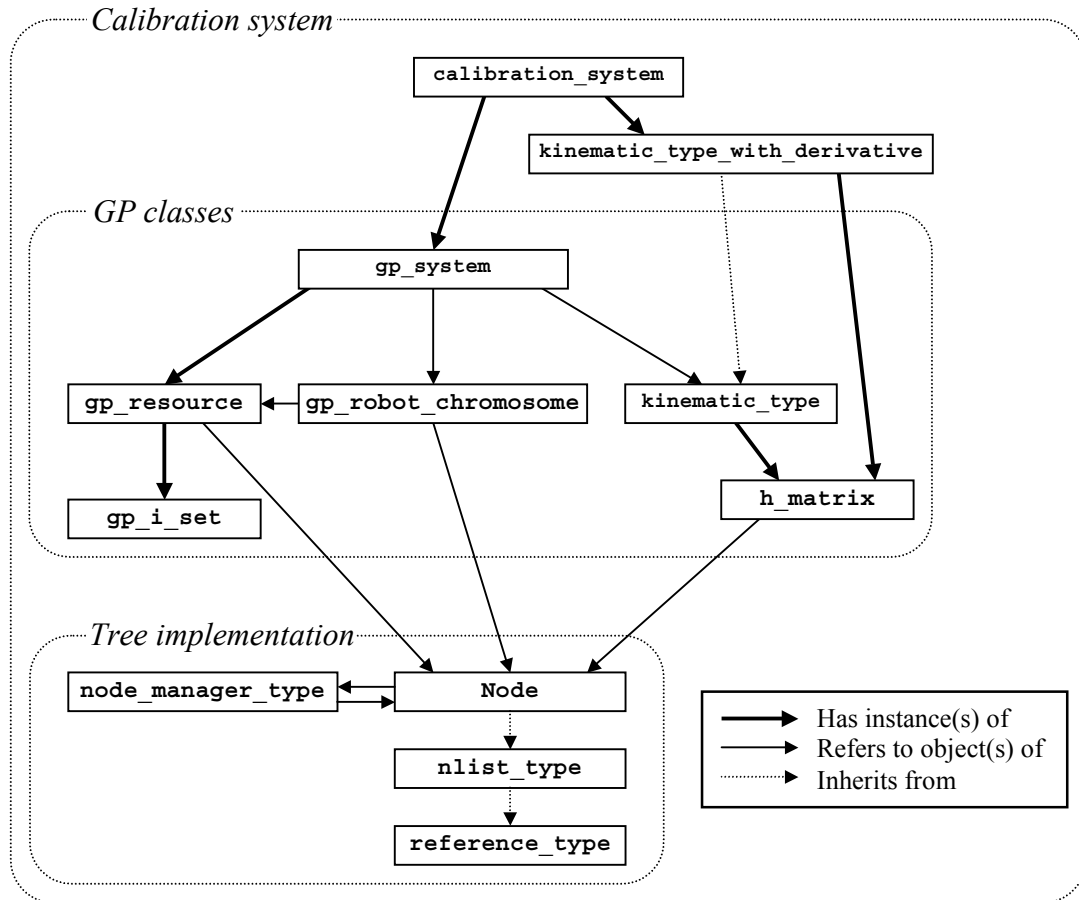 Calibration system
calibration_system
kinematic_type_with_derivative
GP classes
gp_system
gp_resource
gp_robot_chromosome
kinematic_type
gp_i_set
h_matrix
Tree implementation
node_manager_type
Node
nlist_type
reference_type
Has instance(s) of
Refers to object(s) of
Inherits from